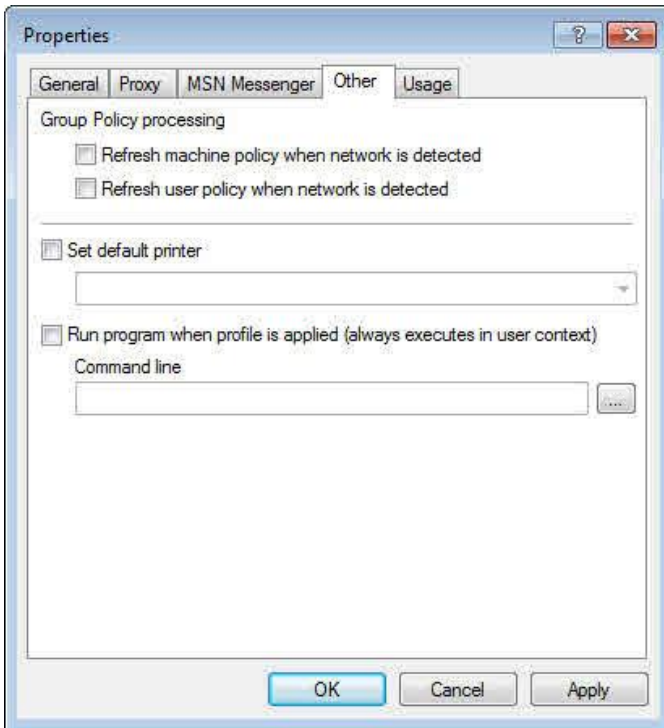 Properties
?
General Proxy MSN Messenger Other Usage
Group Policy processing
Refresh machine policy when network is detected
Refresh user policy when network is detected
Set default printer
Run program when profile is applied (always executes in user context)
Command line
...
OK Cancel Apply